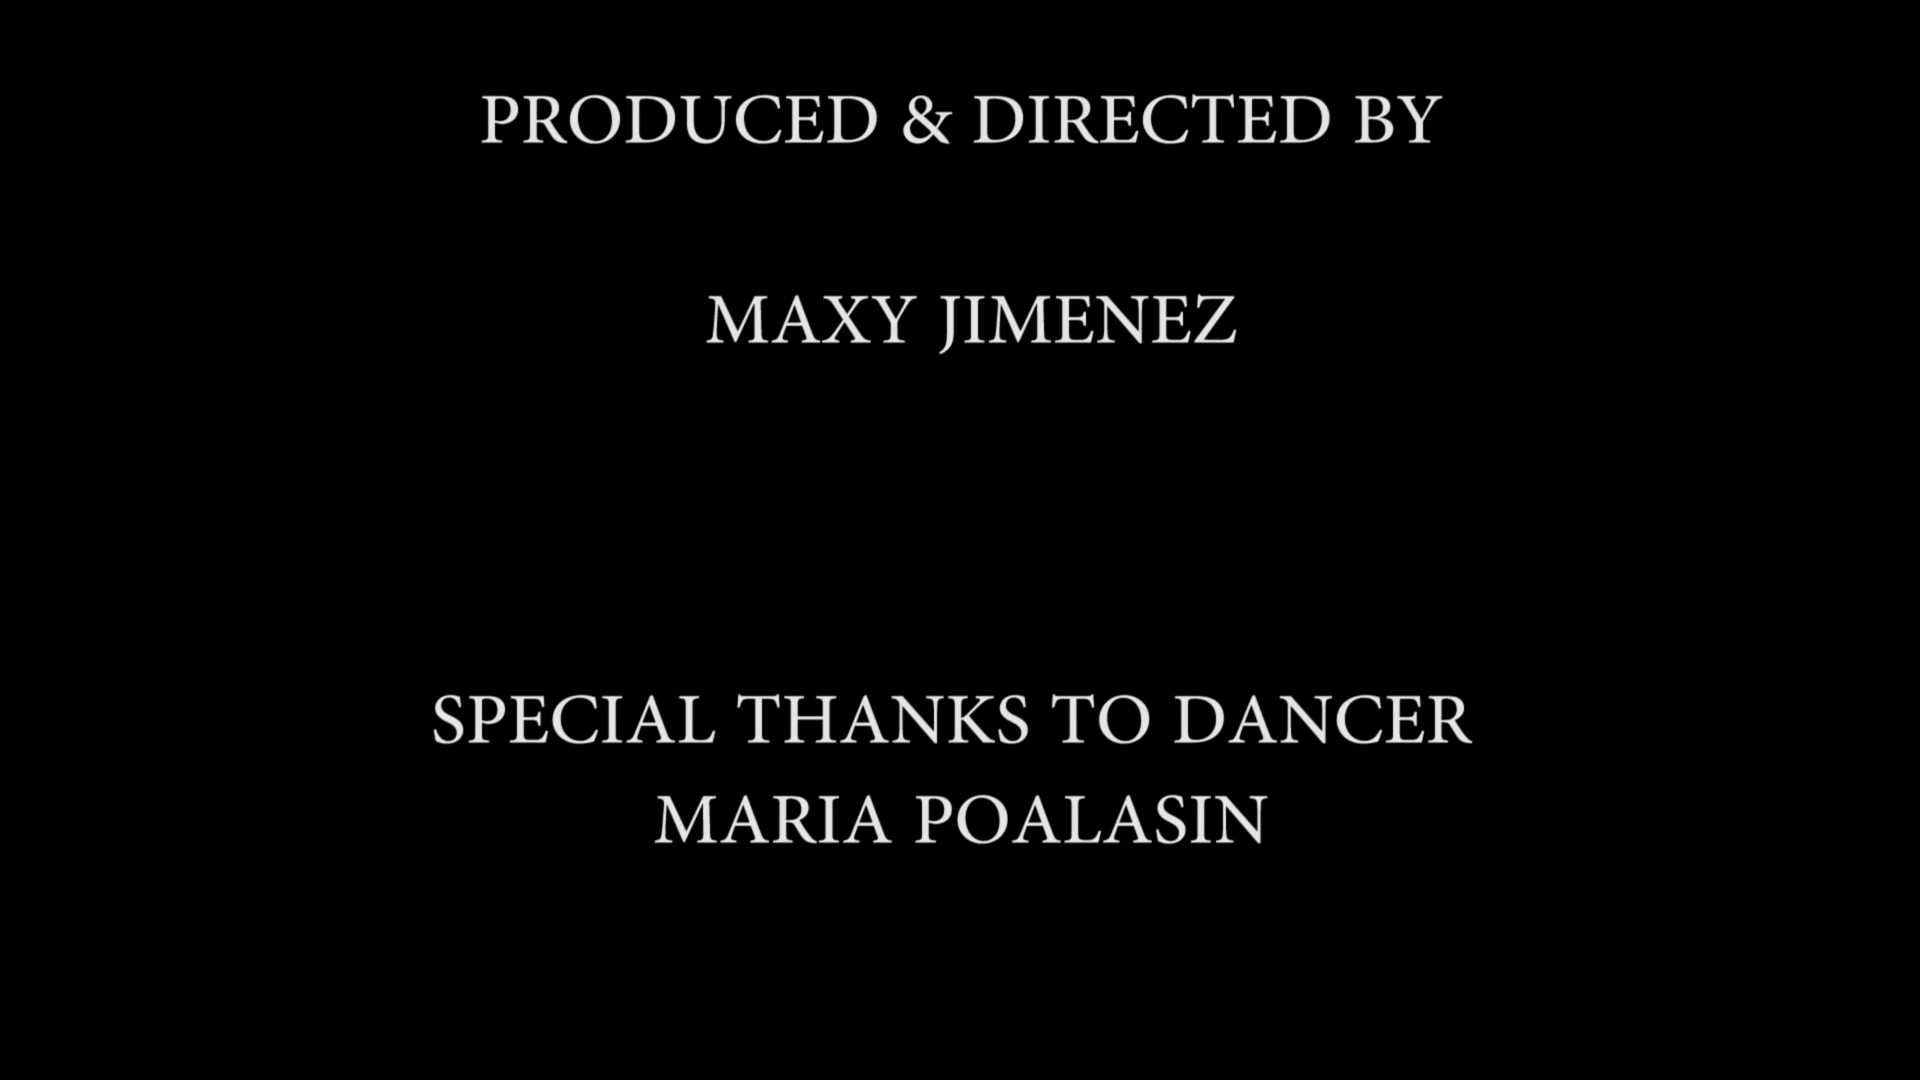 PRODUCED & DIRECTED BY
MAXY JIMENEZ
SPECIAL THANKS TO DANCER
MARIA POALASIN